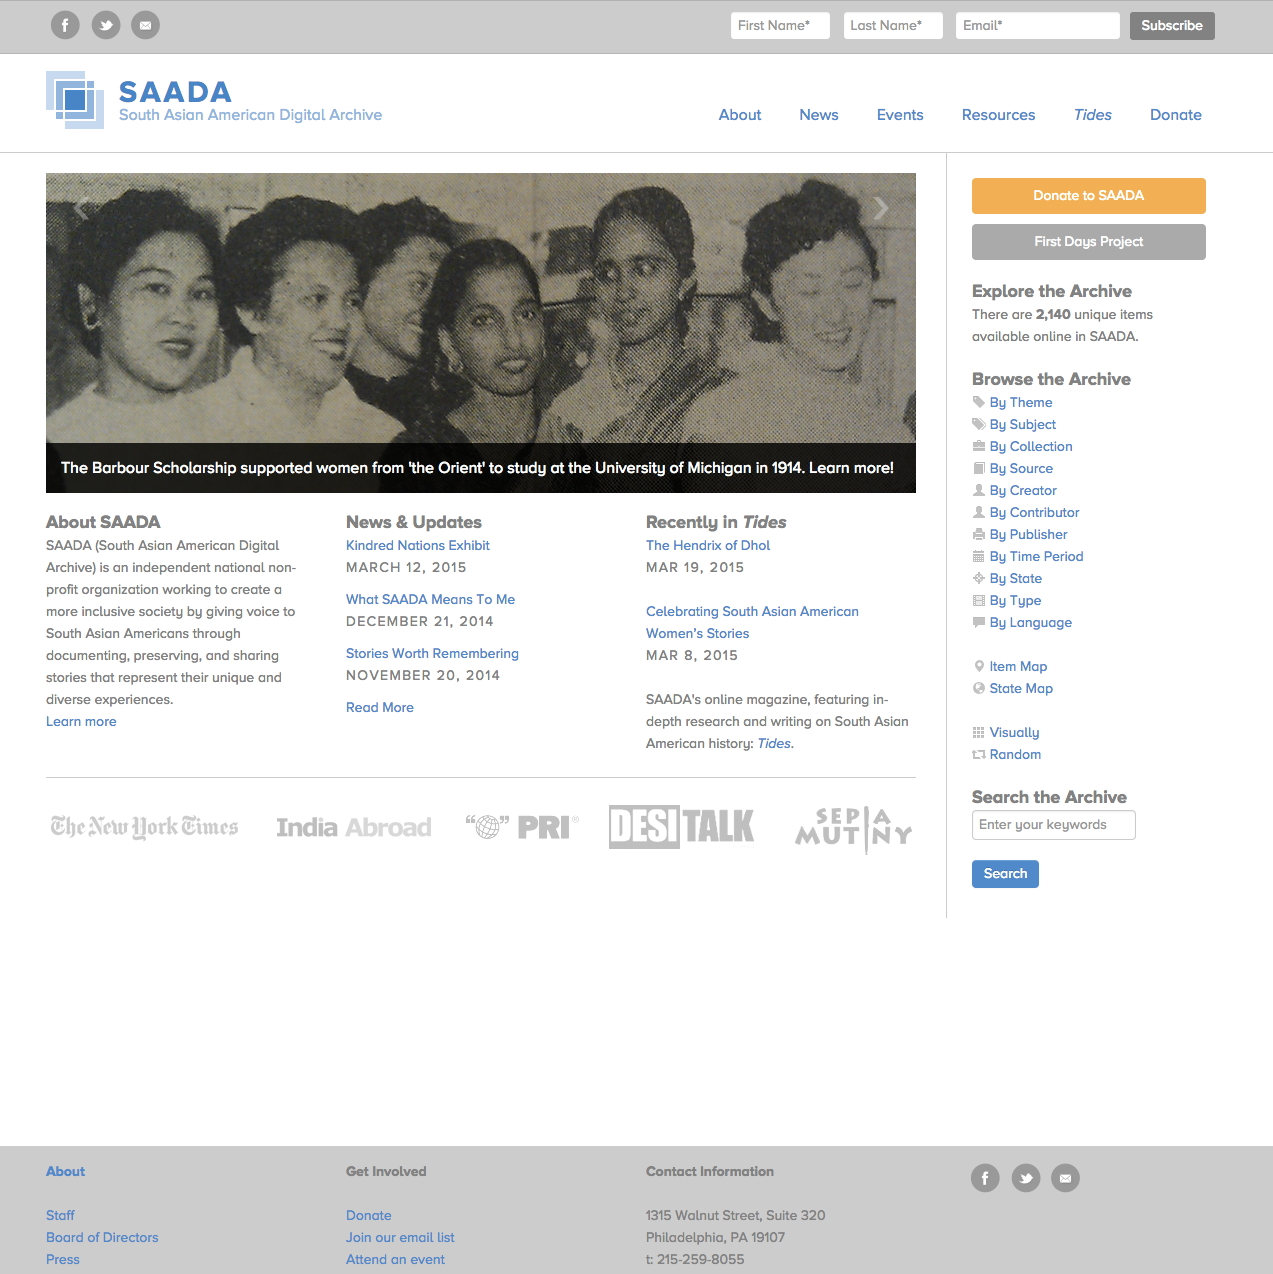 First Name* Last Name* Email* Subscribe
SAADA
South Asian American Digital Archive
About News Events Resources Tides Donate
The Barbour Scholarship supported women from 'the Orient' to study at the University of Michigan in 1914. Learn more!
About SAADA
SAADA (South Asian American Digital
Archive) is an independent national non-
profit organization working to create a
more inclusive society by giving voice to
South Asian Americans through
documenting, preserving, and sharing
stories that represent their unique and
diverse experiences.
Learn more
News & Updates
Kindred Nations Exhibit
MARCH 12, 2015
What SAADA Means To Me
DECEMBER 21, 2014
Stories Worth Remembering
NOVEMBER 20, 2014
Read More
Recently in Tides
The Hendrix of Dhol
MAR 19, 2015
Celebrating South Asian American
Women's Stories
MAR 8, 2015
SAADA's online magazine, featuring in-
depth research and writing on South Asian
American history: Tides.
The New York Times India Abroad PRI® DESI TALK SEPIA
MUTINY
Donate to SAADA
First Days Project
Explore the Archive
There are 2,140 unique items
available online in SAADA.
Browse the Archive
By Theme
By Subject
By Collection
By Source
By Creator
By Contributor
By Publisher
By Time Period
By State
By Type
By Language
Item Map
State Map
Visually
Random
Search the Archive
Enter your keywords
Search
About
Staff
Board of Directors
Press
Get Involved
Donate
Join our email list
Attend an event
Contact Information
1315 Walnut Street, Suite 320
Philadelphia, PA 19107
t: 215-259-8055